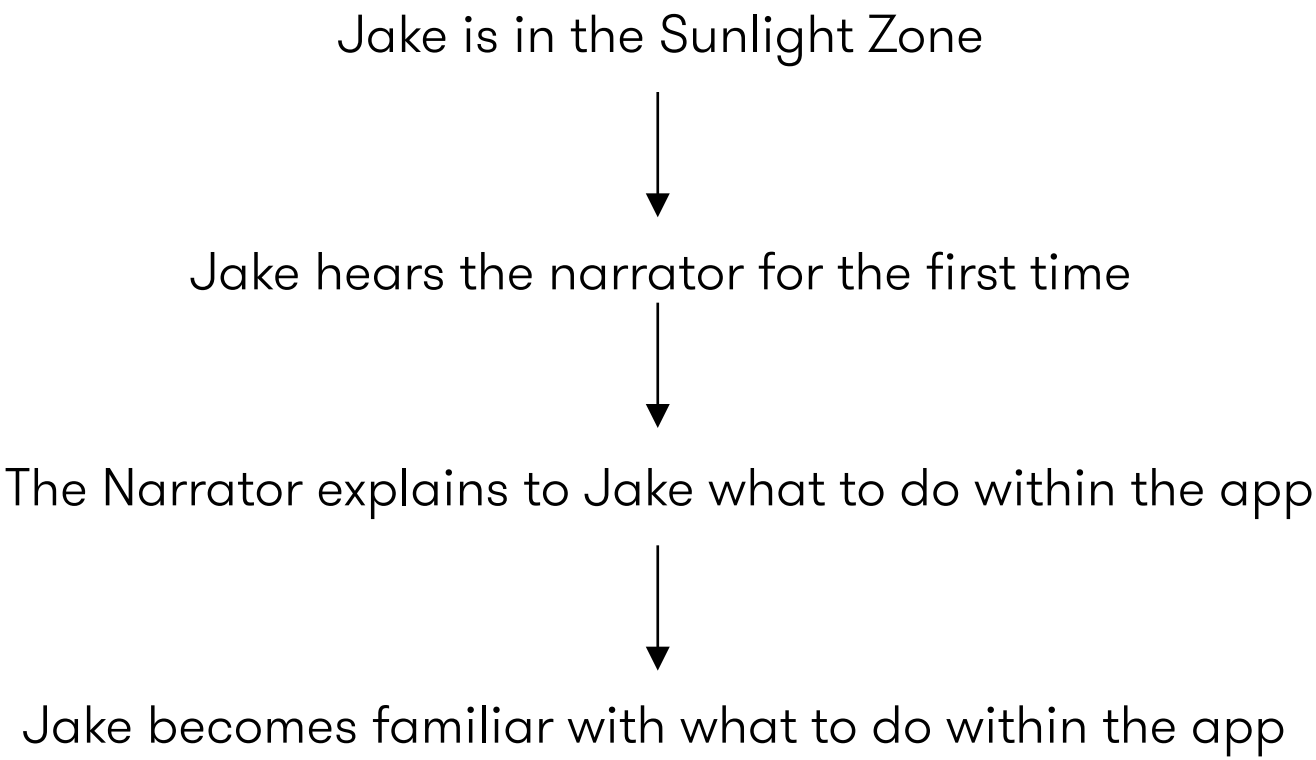 Jake is in the Sunlight Zone
Jake hears the narrator for the first time
The Narrator explains to Jake what to do within the app
Jake becomes familiar with what to do within the app